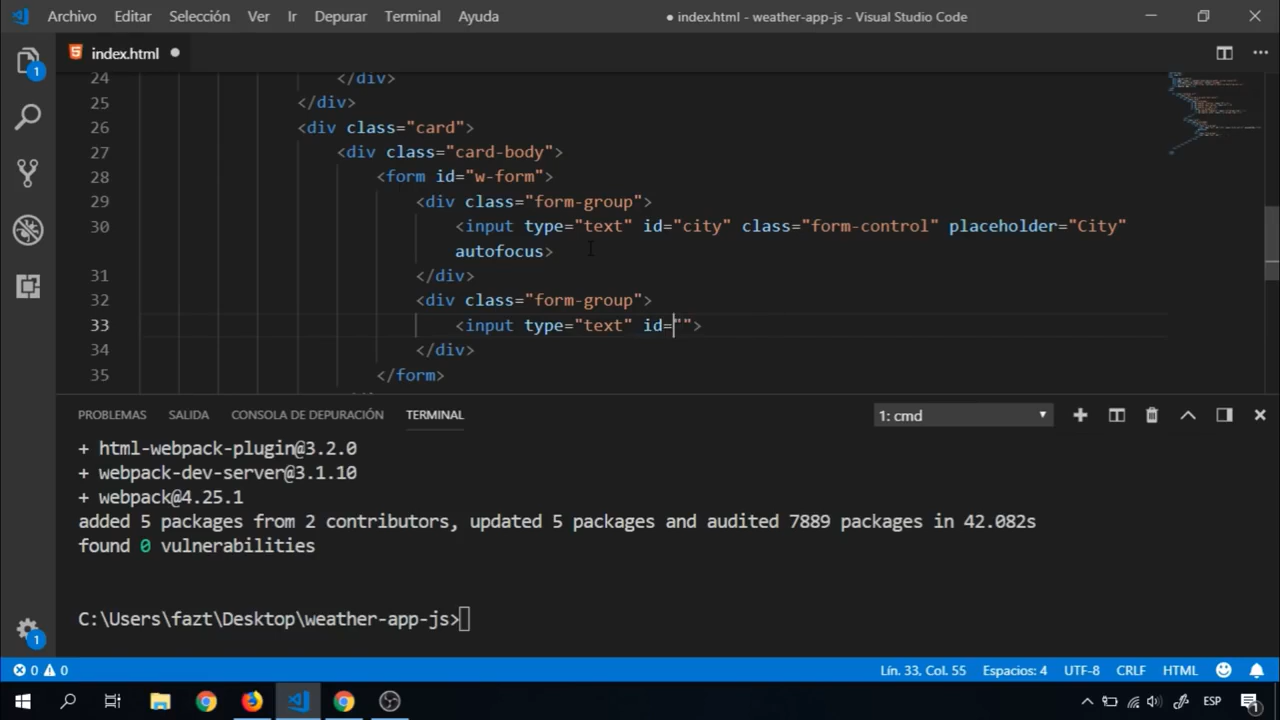 Archivo Editar Selección Ver Ir Depurar Terminal Ayuda ● index.html - weather-app-js - Visual Studio Code
index.html
24 </div>
25 </div>
26 <div class="card">
27 <div class="card-body">
28 <form id="w-form">
29 <div class="form-group">
30 <input type="text" id="city" class="form-control" placeholder="City"
autofocus>
31 </div>
32 <div class="form-group">
33 <input type="text" id="">
34 </div>
35 </form>
PROBLEMAS SALIDA CONSOLA DE DEPURACIÓN TERMINAL 1: cmd
+ html-webpack-plugin@3.2.0
+ webpack-dev-server@3.1.10
+ webpack@4.25.1
added 5 packages from 2 contributors, updated 5 packages and audited 7889 packages in 42.082s
found 0 vulnerabilities
C:\Users\fazt\Desktop\weather-app-js>
0 0 Lín. 33, Col. 55 Espacios: 4 UTF-8 CRLF HTML
ESP 1
1
1